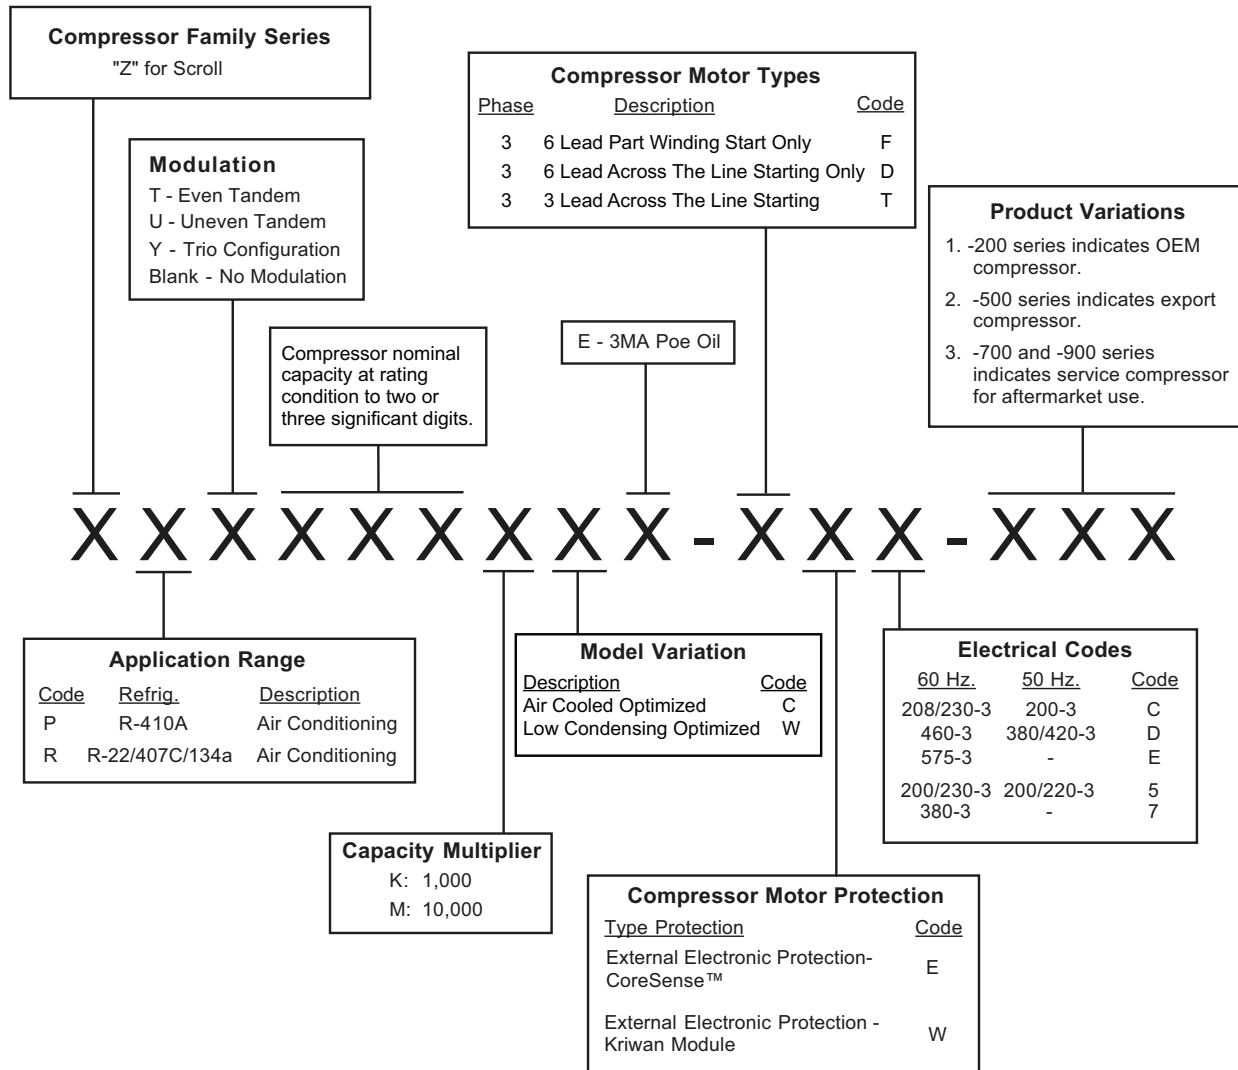 Compressor Family Series
"Z" for Scroll
Modulation
T - Even Tandem
U - Uneven Tandem
Y - Trio Configuration
Blank - No Modulation
Compressor nominal
capacity at rating
condition to two or
three significant digits.
E - 3MA Poe Oil
Compressor Motor Types
Phase Description Code
3 6 Lead Part Winding Start Only F
3 6 Lead Across The Line Starting Only D
3 3 Lead Across The Line Starting T
Product Variations
1. -200 series indicates OEM
compressor.
2. -500 series indicates export
compressor.
3. -700 and -900 series
indicates service compressor
for aftermarket use.
X X X X X X X X X - X X X - X X X
Application Range
Code Refrig. Description
P R-410A Air Conditioning
R R-22/407C/134a Air Conditioning
Capacity Multiplier
K: 1,000
M: 10,000
Model Variation
Description Code
Air Cooled Optimized C
Low Condensing Optimized W
Compressor Motor Protection
Type Protection Code
External Electronic Protection-
CoreSense™ E
External Electronic Protection -
Kriwan Module W
Electrical Codes
60 Hz. 50 Hz. Code
208/230-3 200-3 C
460-3 380/420-3 D
575-3 - E
200/230-3 200/220-3 5
380-3 - 7